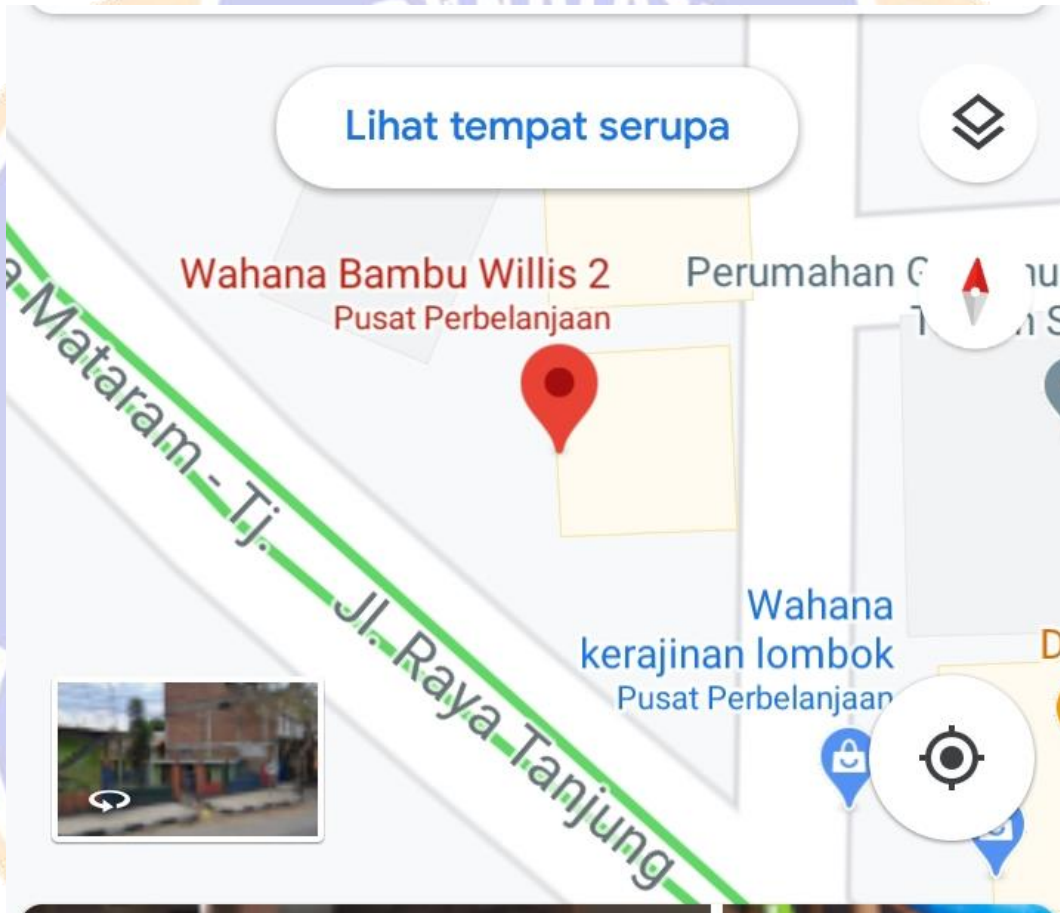 Lihat tempat serupa
Wahana Bambu Willis 2
Pusat Perbelanjaan
Perumahan
a Mataram - Tj.
Jl. Raya Tanjung
Wahana
kerajinan lombok
Pusat Perbelanjaan
D